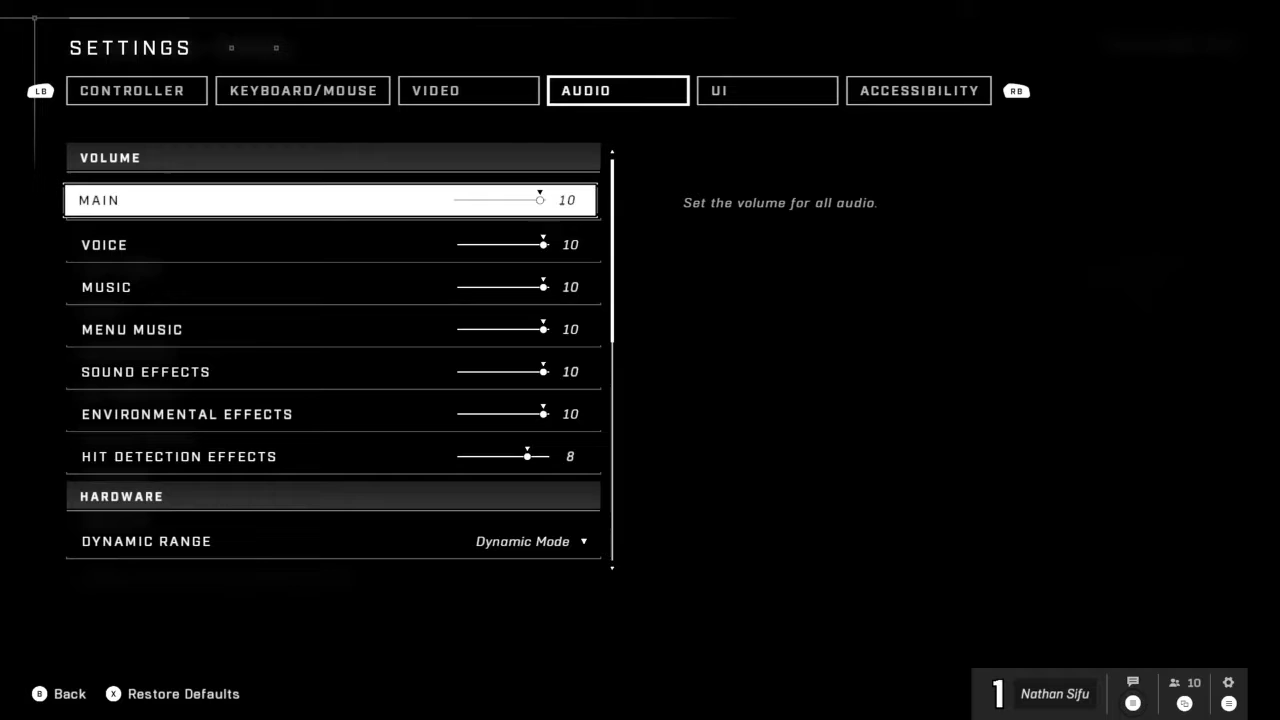 SETTINGS
LB CONTROLLER KEYBOARD/MOUSE VIDEO AUDIO UI ACCESSIBILITY RB
VOLUME
MAIN 10
Set the volume for all audio.
VOICE 10
MUSIC 10
MENU MUSIC 10
SOUND EFFECTS 10
ENVIRONMENTAL EFFECTS 10
HIT DETECTION EFFECTS 8
HARDWARE
DYNAMIC RANGE Dynamic Mode
B Back X Restore Defaults
1 Nathan Sifu 10